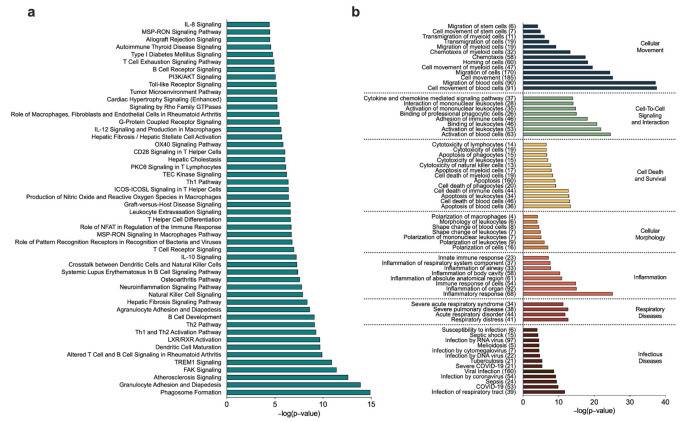 a
IL-8 Signaling
MSP-RON Signaling Pathway
Allograft Rejection Signaling
Autoimmune Thyroid Disease Signaling
Type I Diabetes Mellitus Signaling
T Cell Exhaustion Signaling Pathway
B Cell Receptor Signaling
PI3K/AKT Signaling
Toll-like Receptor Signaling
Tumor Microenvironment Pathway
Cardiac Hypertrophy Signaling (Enhanced)
Signaling by Rho Family GTPases
Role of Macrophages, Fibroblasts and Endothelial Cells in Rheumatoid Arthritis
G-Protein Coupled Receptor Signaling
IL-12 Signaling and Production in Macrophages
Hepatic Fibrosis / Hepatic Stellate Cell Activation
OX40 Signaling Pathway
CD28 Signaling in T Helper Cells
Hepatic Cholestasis
PKCθ Signaling in T Lymphocytes
TEC Kinase Signaling
Th1 Pathway
ICOS-ICOSL Signaling in T Helper Cells
Production of Nitric Oxide and Reactive Oxygen Species in Macrophages
Graft-versus-Host Disease Signaling
Leukocyte Extravasation Signaling
T Helper Cell Differentiation
Role of NFAT in Regulation of the Immune Response
MSP-RON Signaling in Macrophages Pathway
Role of Pattern Recognition Receptors in Recognition of Bacteria and Viruses
T Cell Receptor Signaling
IL-10 Signaling
Crosstalk between Dendritic Cells and Natural Killer Cells
Systemic Lupus Erythematosus In B Cell Signaling Pathway
Osteoarthritis Pathway
Neuroinflammation Signaling Pathway
Natural Killer Cell Signaling
Hepatic Fibrosis Signaling Pathway
Agranulocyte Adhesion and Diapedesis
B Cell Development
Th2 Pathway
Th1 and Th2 Activation Pathway
LXR/RXR Activation
Dendritic Cell Maturation
Altered T Cell and B Cell Signaling in Rheumatoid Arthritis
TREM1 Signaling
FAK Signaling
Atherosclerosis Signaling
Granulocyte Adhesion and Diapedesis
Phagosome Formation
0 5 10 15
–log(p-value)
b
Migration of stem cells (6)
Cell movement of stem cells (7)
Transmigration of myeloid cells (11)
Transmigration of cells (19)
Migration of myeloid cells (19)
Chemotaxis of myeloid cells (32)
Chemotaxis (58)
Homing of cells (60)
Cell movement of myeloid cells (47)
Migration of cells (170)
Cell movement (185)
Migration of blood cells (90)
Cell movement of blood cells (91)
Cellular
Movement
Cytokine and chemokine mediated signaling pathway (37)
Interaction of mononuclear leukocytes (28)
Activation of mononuclear leukocytes (35)
Binding of professional phagocytic cells (26)
Adhesion of immune cells (46)
Binding of leukocytes (46)
Activation of leukocytes (53)
Activation of blood cells (63)
Cell-To-Cell
Signaling
and Interaction
Cytotoxicity of lymphocytes (14)
Cytotoxicity of cells (19)
Apoptosis of phagocytes (15)
Cytotoxicity of leukocytes (15)
Cytotoxicity of natural killer cells (13)
Apoptosis of myeloid cells (17)
Cell death of myeloid cells (19)
Apoptosis (160)
Cell death of phagocytes (20)
Cell death of immune cells (44)
Apoptosis of leukocytes (34)
Cell death of blood cells (46)
Apoptosis of blood cells (36)
Cell Death
and Survival
Polarization of macrophages (4)
Morphology of leukocytes (6)
Shape change of blood cells (8)
Shape change of leukocytes (7)
Polarization of mononuclear leukocytes (7)
Polarization of leukocytes (9)
Polarization of cells (16)
Cellular
Morphology
Innate immune response (23)
Inflammation of respiratory system component (37)
Inflammation of airway (33)
Inflammation of body cavity (58)
Inflammation of absolute anatomical region (61)
Immune response of cells (54)
Inflammation of organ (92)
Inflammatory response (68)
Inflammation
Severe acute respiratory syndrome (34)
Severe pulmonary disease (38)
Acute respiratory disorder (44)
Respiratory distress (41)
Respiratory
Diseases
Susceptibility to infection (6)
Septic shock (15)
Infection by RNA virus (97)
Melioidosis (5)
Infection by cytomegalovirus (7)
Infection by DNA virus (22)
Tuberculosis (21)
Severe COVID-19 (21)
Viral Infection (160)
Infection by coronavirus (54)
Sepsis (24)
COVID-19 (53)
Infection of respiratory tract (39)
Infectious
Diseases
0 10 20 30 40
–log(p-value)